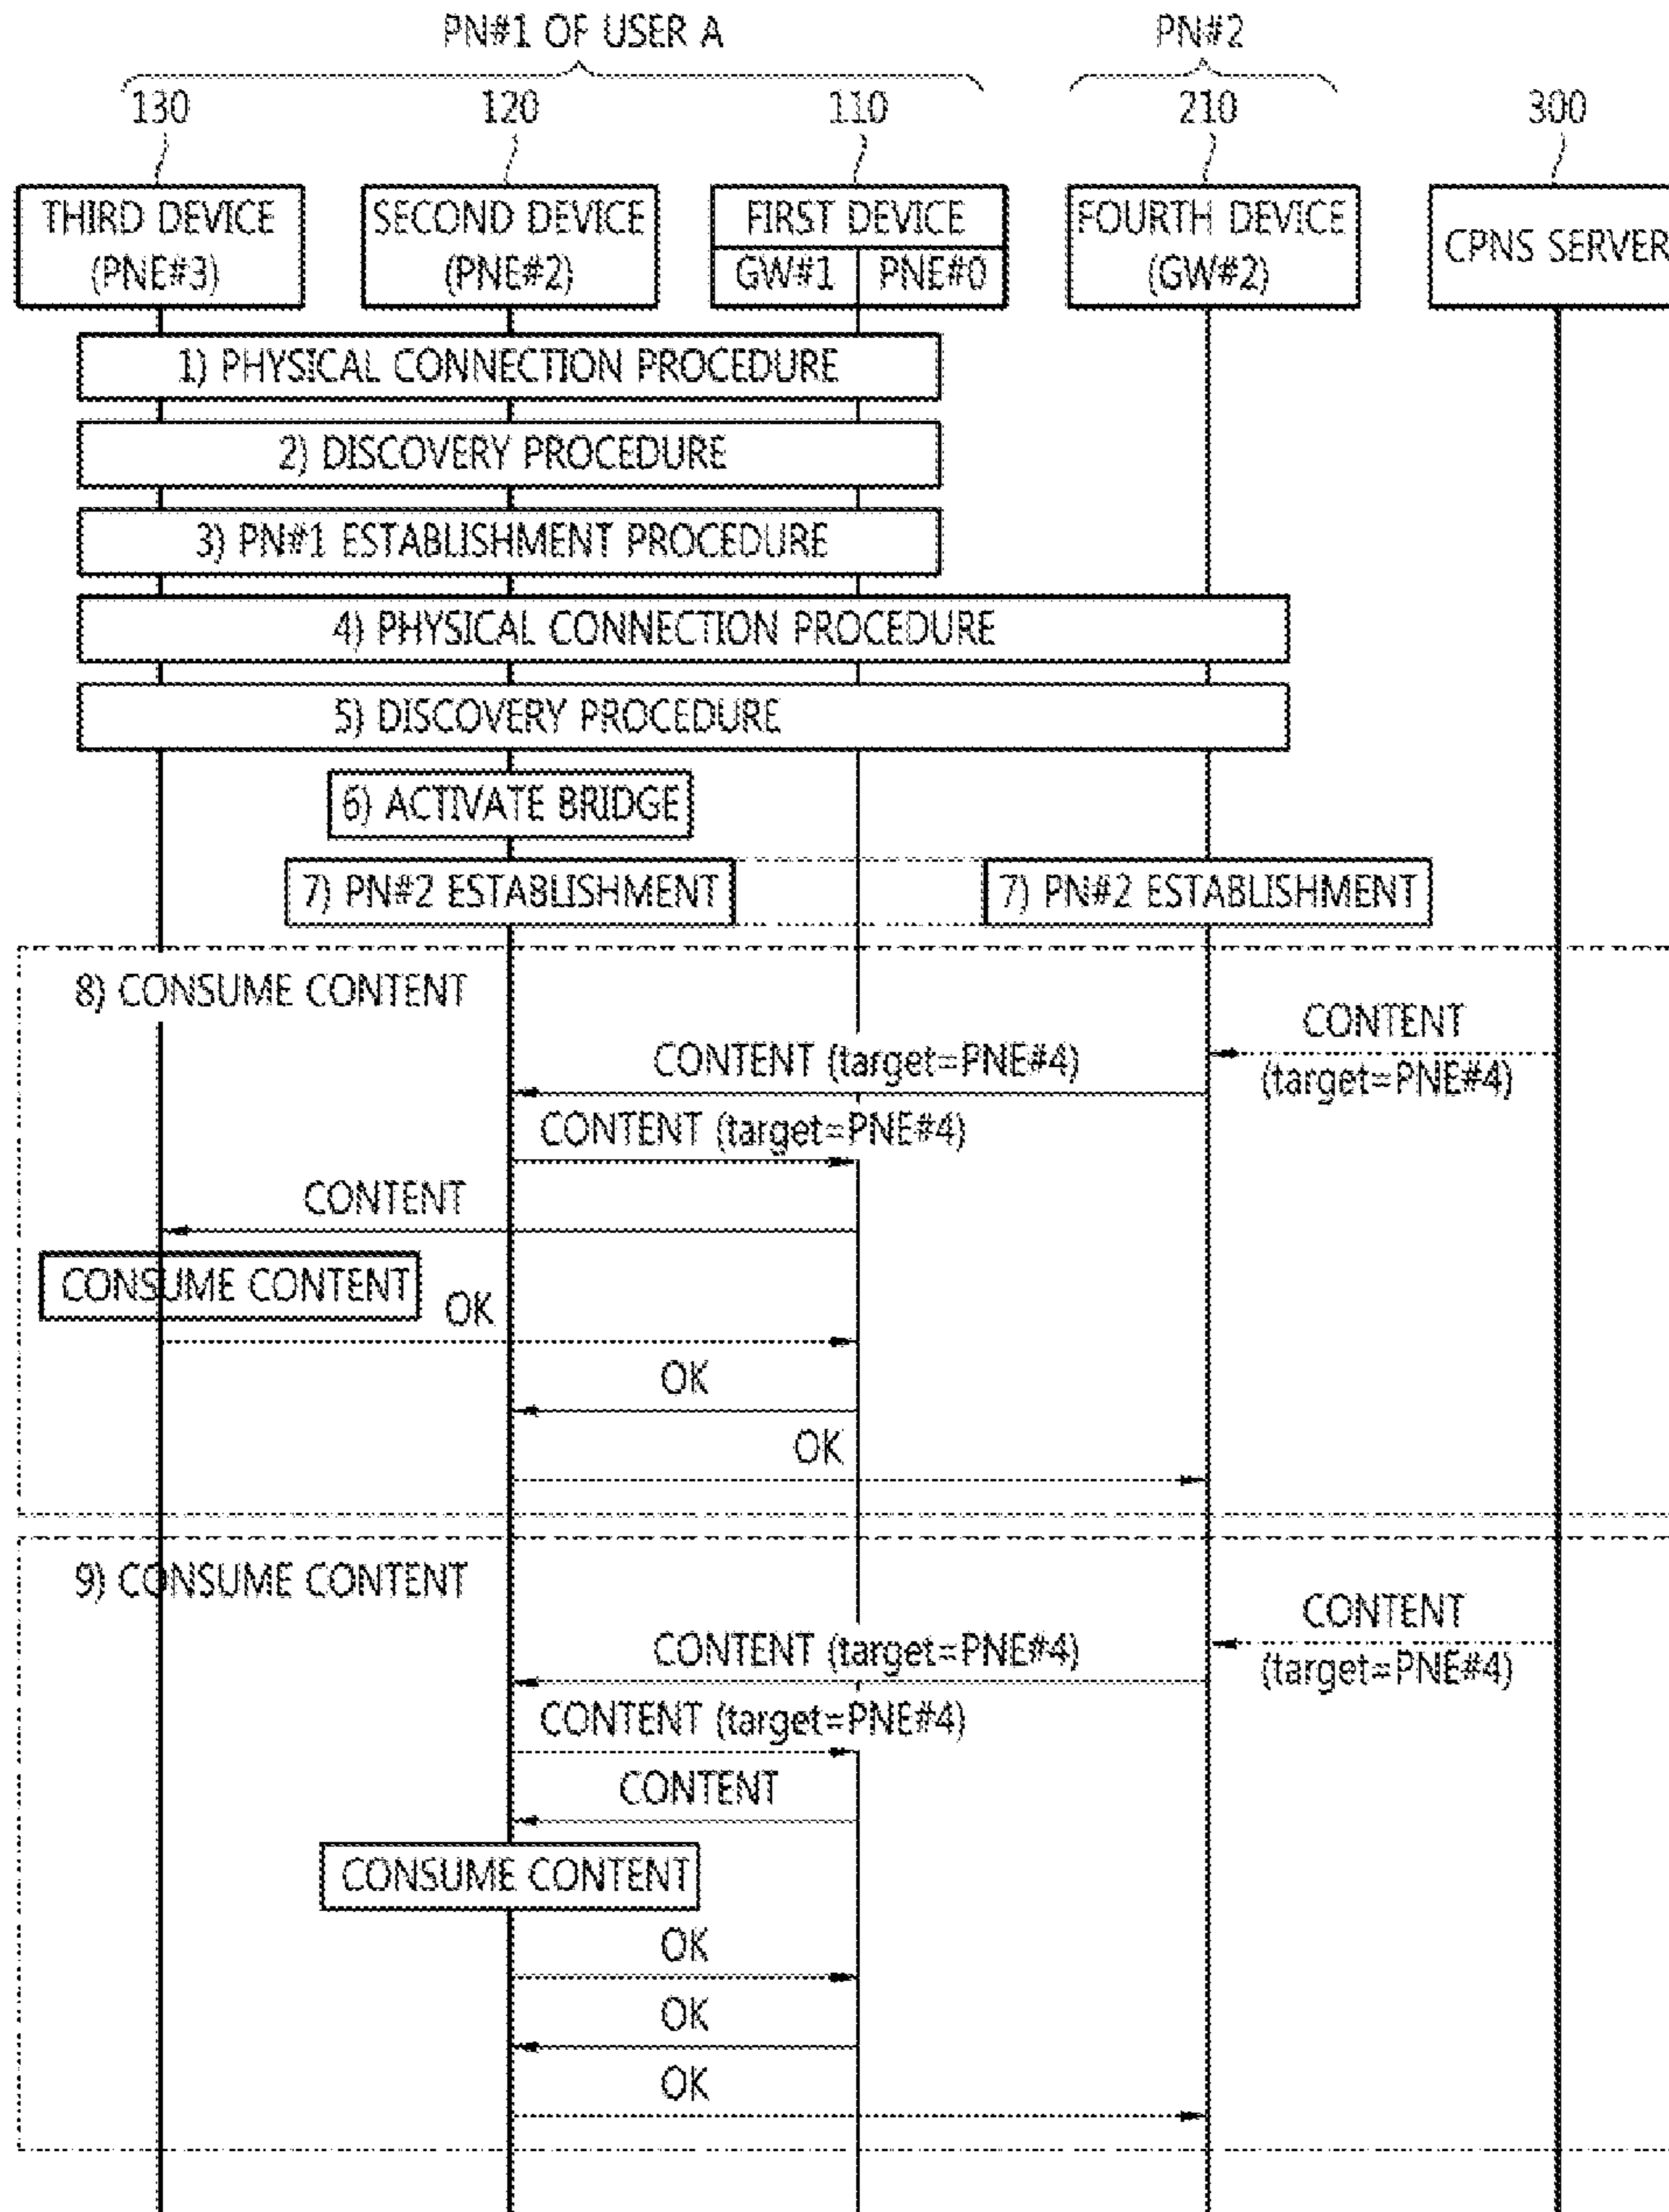 PN#1 OF USER A
PN#2
130
120
110
210
300
THIRD DEVICE
(PNE#3)
SECOND DEVICE
(PNE#2)
FIRST DEVICE
GW#1
PNE#0
FOURTH DEVICE
(GW#2)
CPNS SERVER
1) PHYSICAL CONNECTION PROCEDURE
2) DISCOVERY PROCEDURE
3) PN#1 ESTABLISHMENT PROCEDURE
4) PHYSICAL CONNECTION PROCEDURE
5) DISCOVERY PROCEDURE
6) ACTIVATE BRIDGE
7) PN#2 ESTABLISHMENT
7) PN#2 ESTABLISHMENT
8) CONSUME CONTENT
CONTENT
(target=PNE#4)
CONTENT (target=PNE#4)
CONTENT (target=PNE#4)
CONTENT
CONSUME CONTENT
OK
OK
OK
9) CONSUME CONTENT
CONTENT
(target=PNE#4)
CONTENT (target=PNE#4)
CONTENT (target=PNE#4)
CONTENT
CONSUME CONTENT
OK
OK
OK